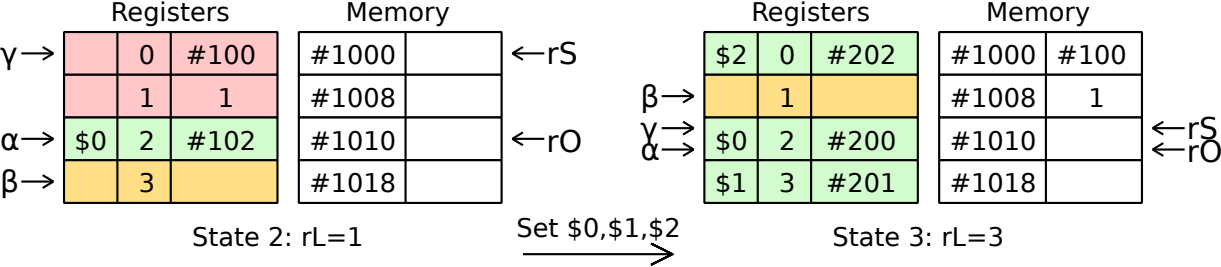 Registers Memory Registers Memory
γ→ 0 #100 #1000 ←rS $2 0 #202 #1000 #100
1 1 #1008 β→ 1 #1008 1
α→ $0 2 #102 #1010 ←rO γ→ α→ $0 2 #200 #1010 ←rS ←rO
β→ 3 #1018 $1 3 #201 #1018
State 2: rL=1 Set $0,$1,$2 State 3: rL=3